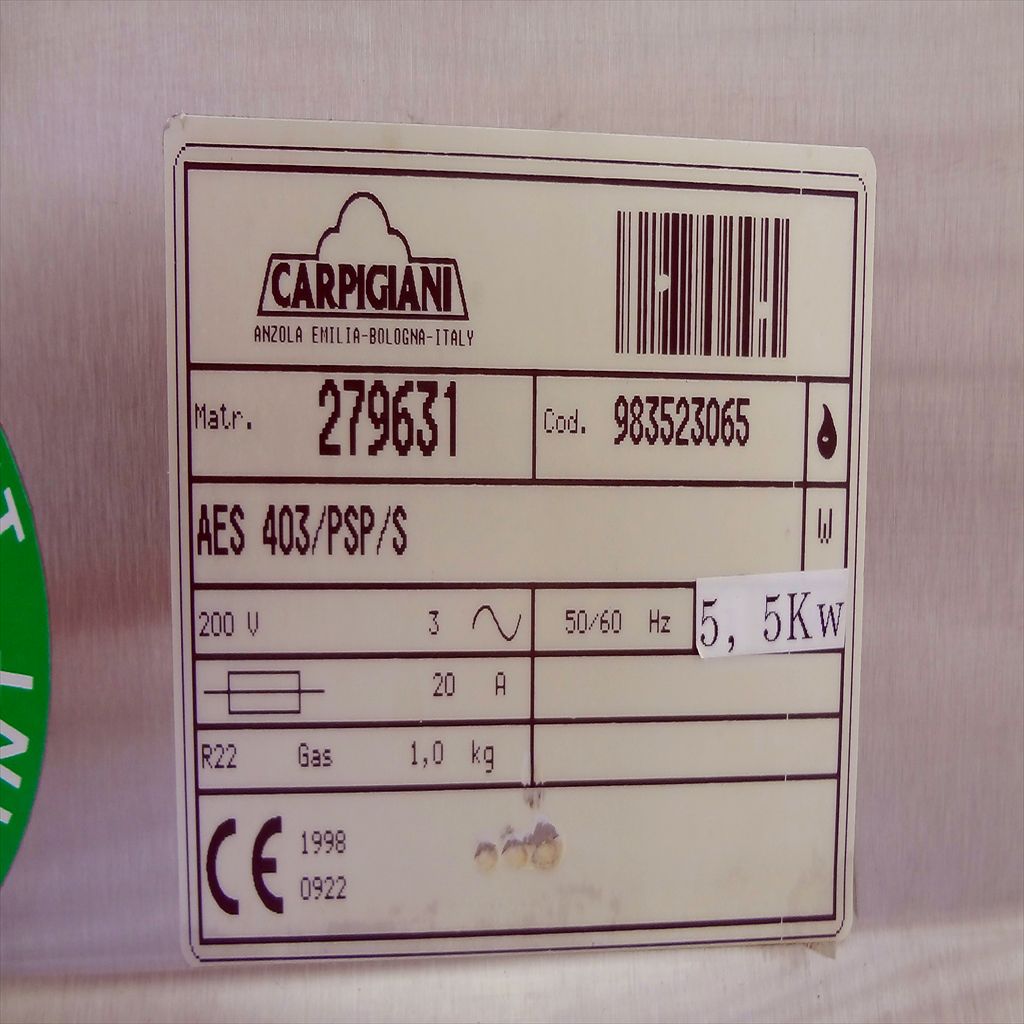 CARPIGIANI
ANZOLA EMILIA-BOLOGNA-ITALY
Matr. 279631 Cod. 983523065
AES 403/PSP/S W
200 V 3 50/60 Hz 5, 5Kw
20 A
R22 Gas 1,0 kg
CE 1998
0922